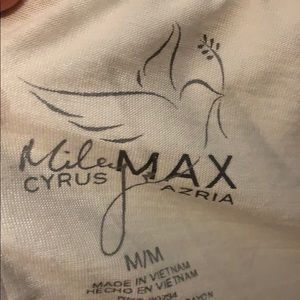 Miley MAX
CYRUS AZRIA
M/M
MADE IN VIETNAM
HECHO EN VIETNAM